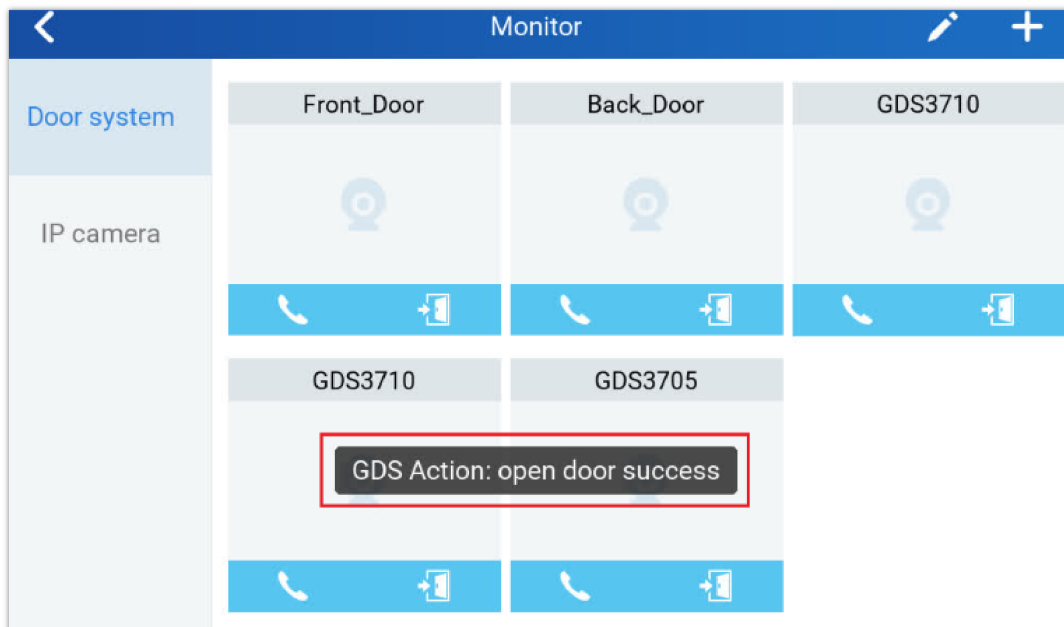 Monitor
Door system
IP camera
Front_Door
Back_Door
GDS3710
GDS3710
GDS3705
GDS Action: open door success